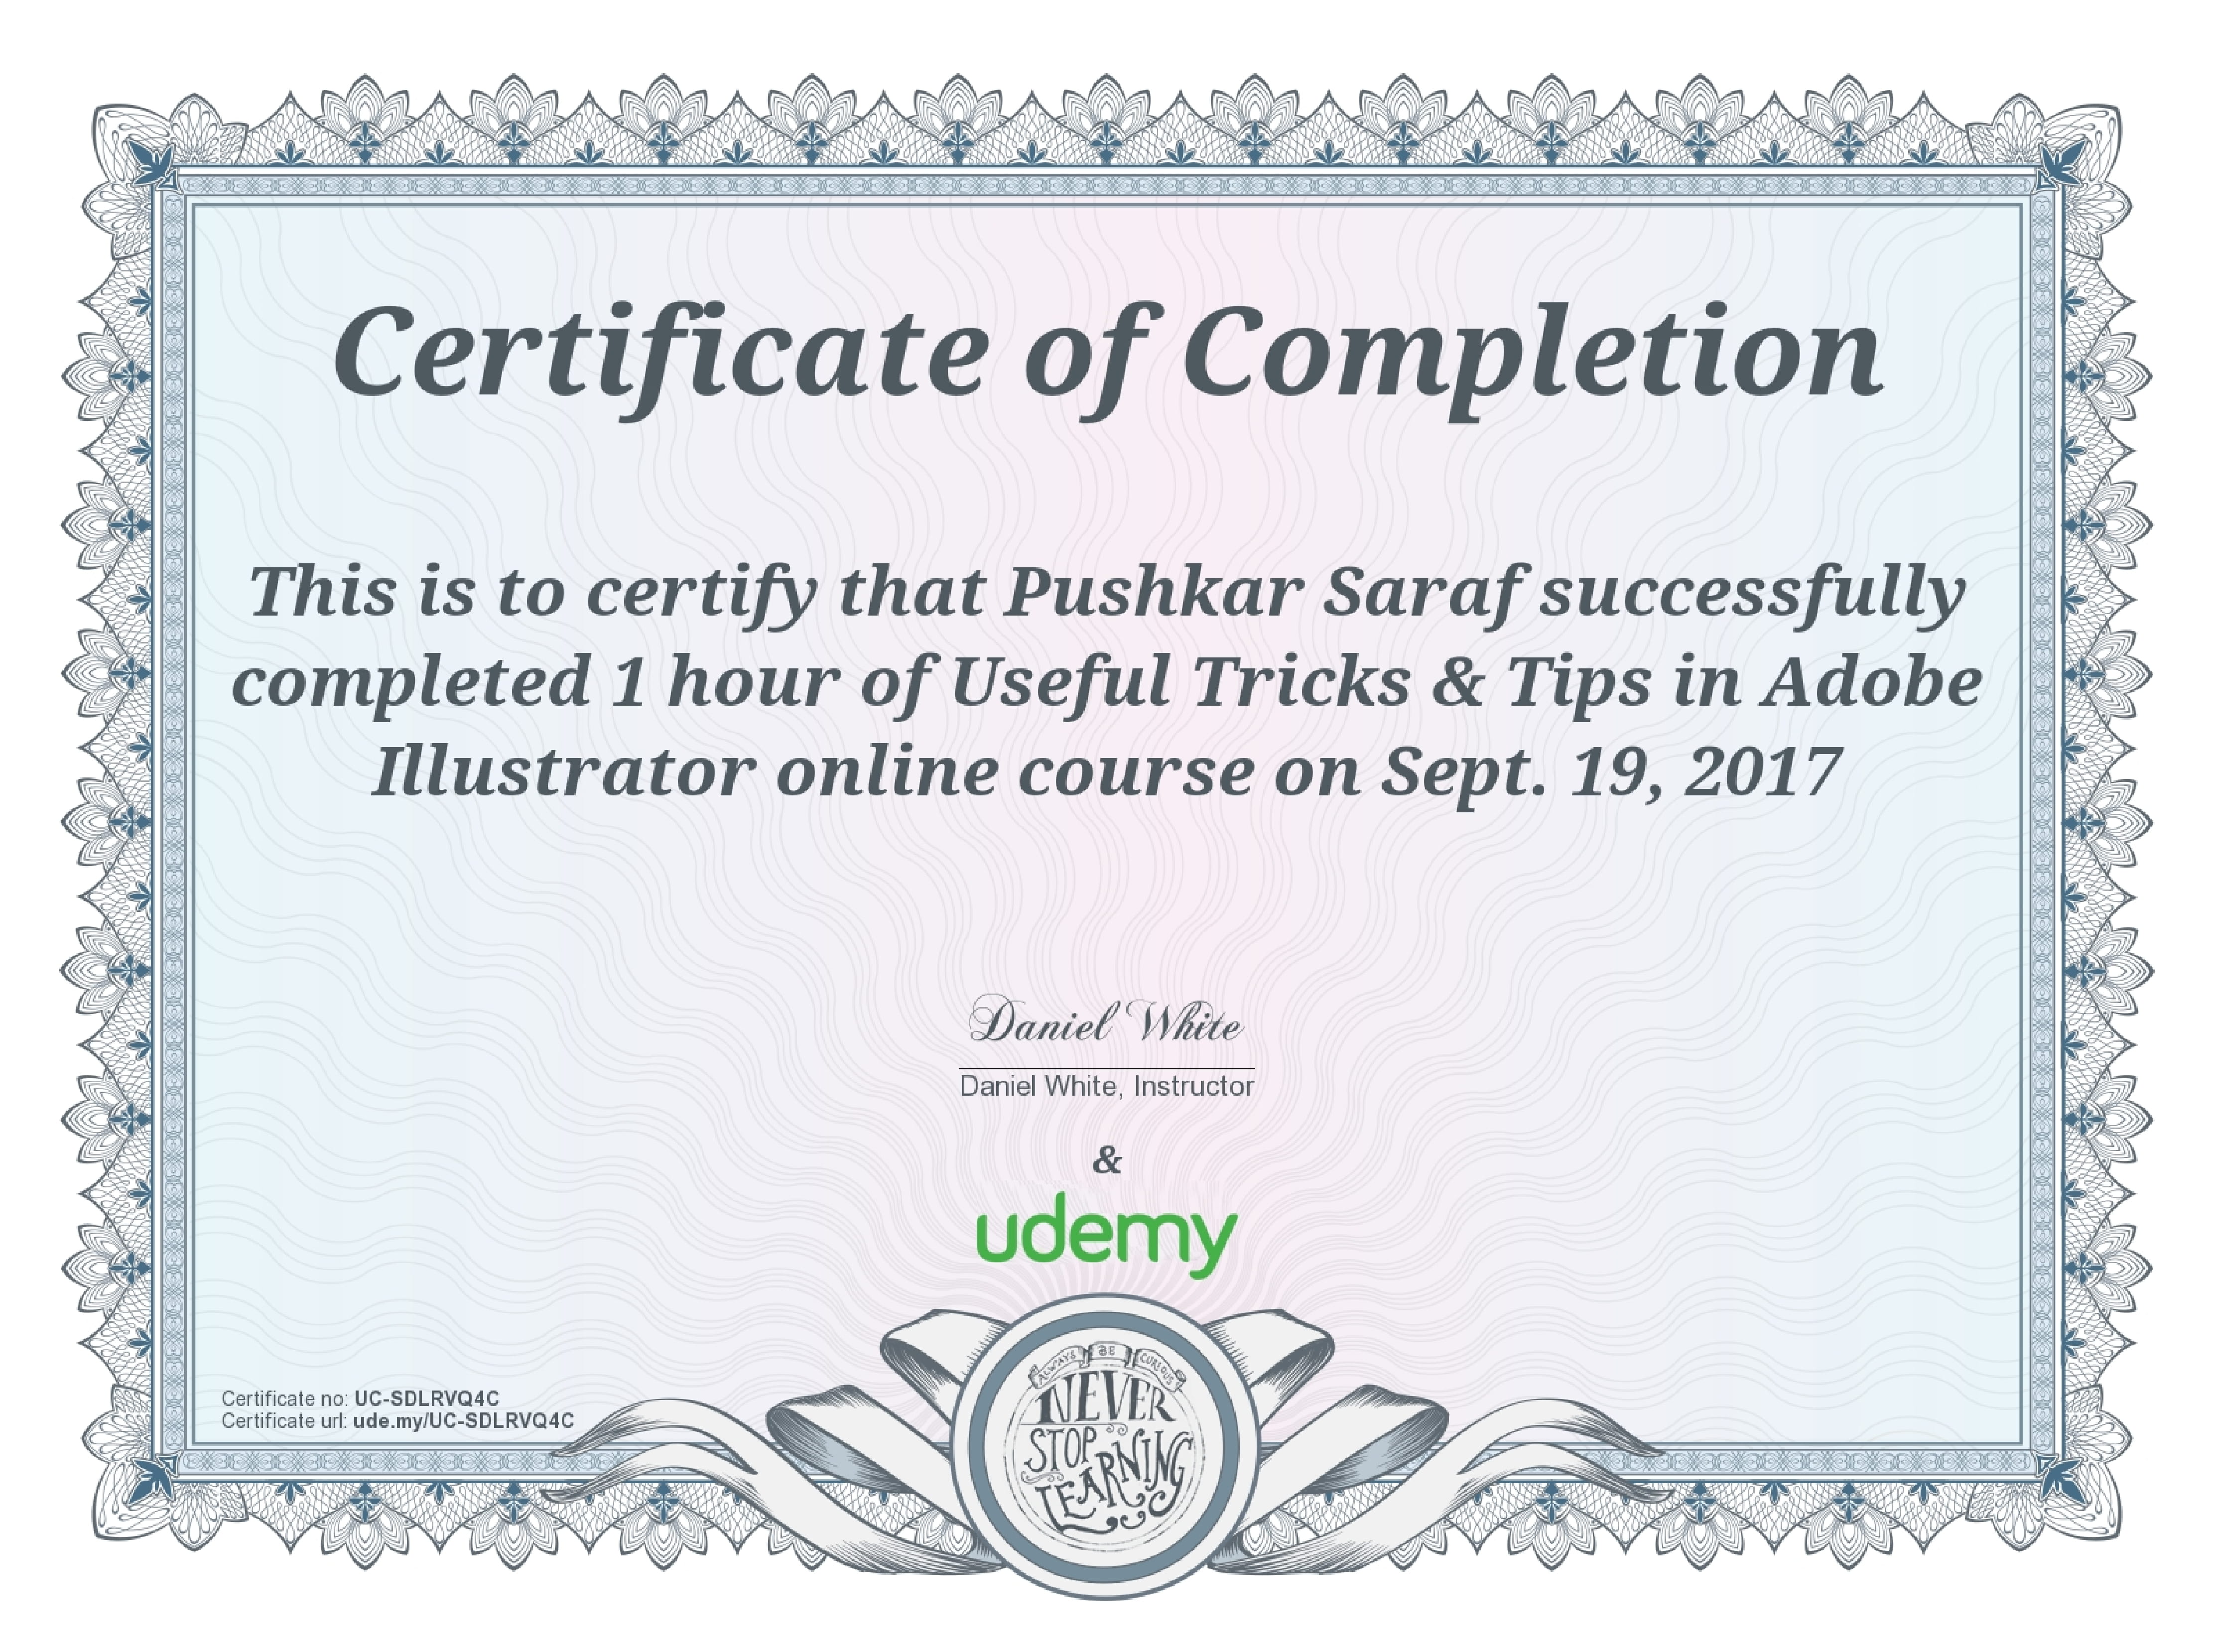 Certificate of Completion
This is to certify that Pushkar Saraf successfully
completed 1 hour of Useful Tricks & Tips in Adobe
Illustrator online course on Sept. 19, 2017
Daniel White
Daniel White, Instructor
&
udemy
Certificate no: UC-SDLRVQ4C
Certificate url: ude.my/UC-SDLRVQ4C
ALWAYS BE CURIOUS
NEVER
STOP
LEARNING